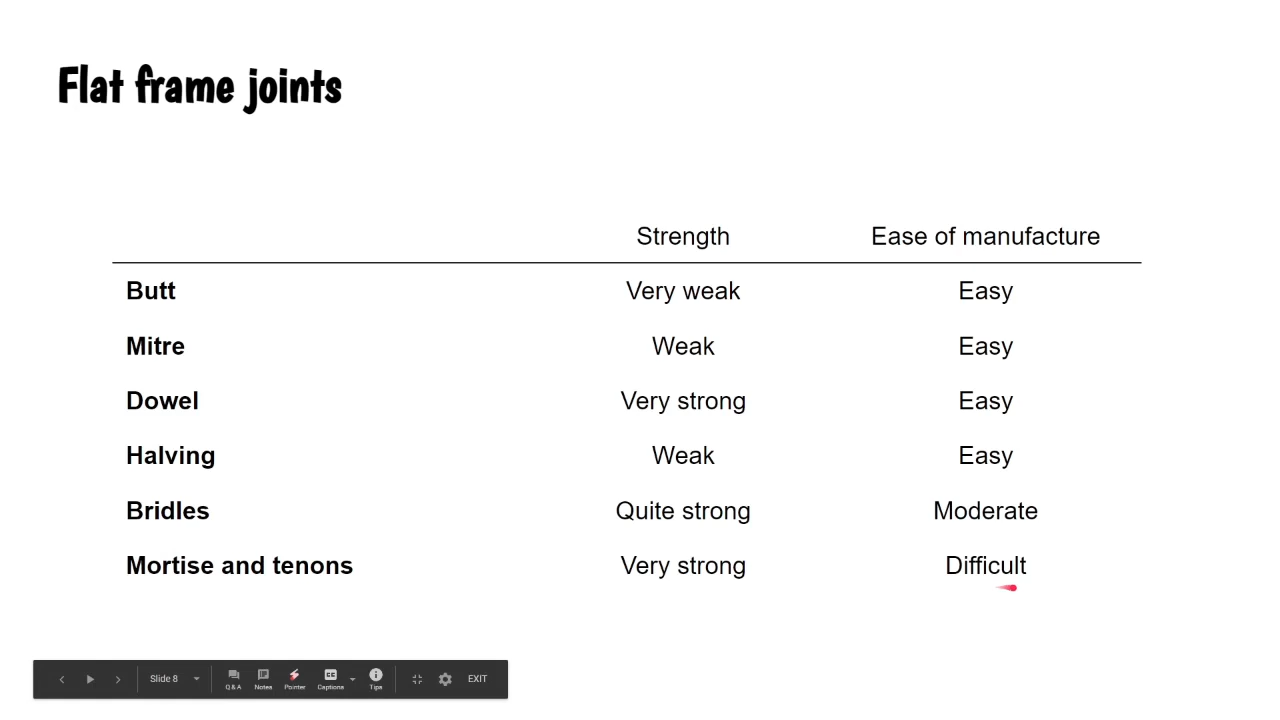 Flat frame joints
Strength Ease of manufacture
Butt Very weak Easy
Mitre Weak Easy
Dowel Very strong Easy
Halving Weak Easy
Bridles Quite strong Moderate
Mortise and tenons Very strong Difficult
Slide 8 Q&A Notes Pointer CC Captions Tips EXIT